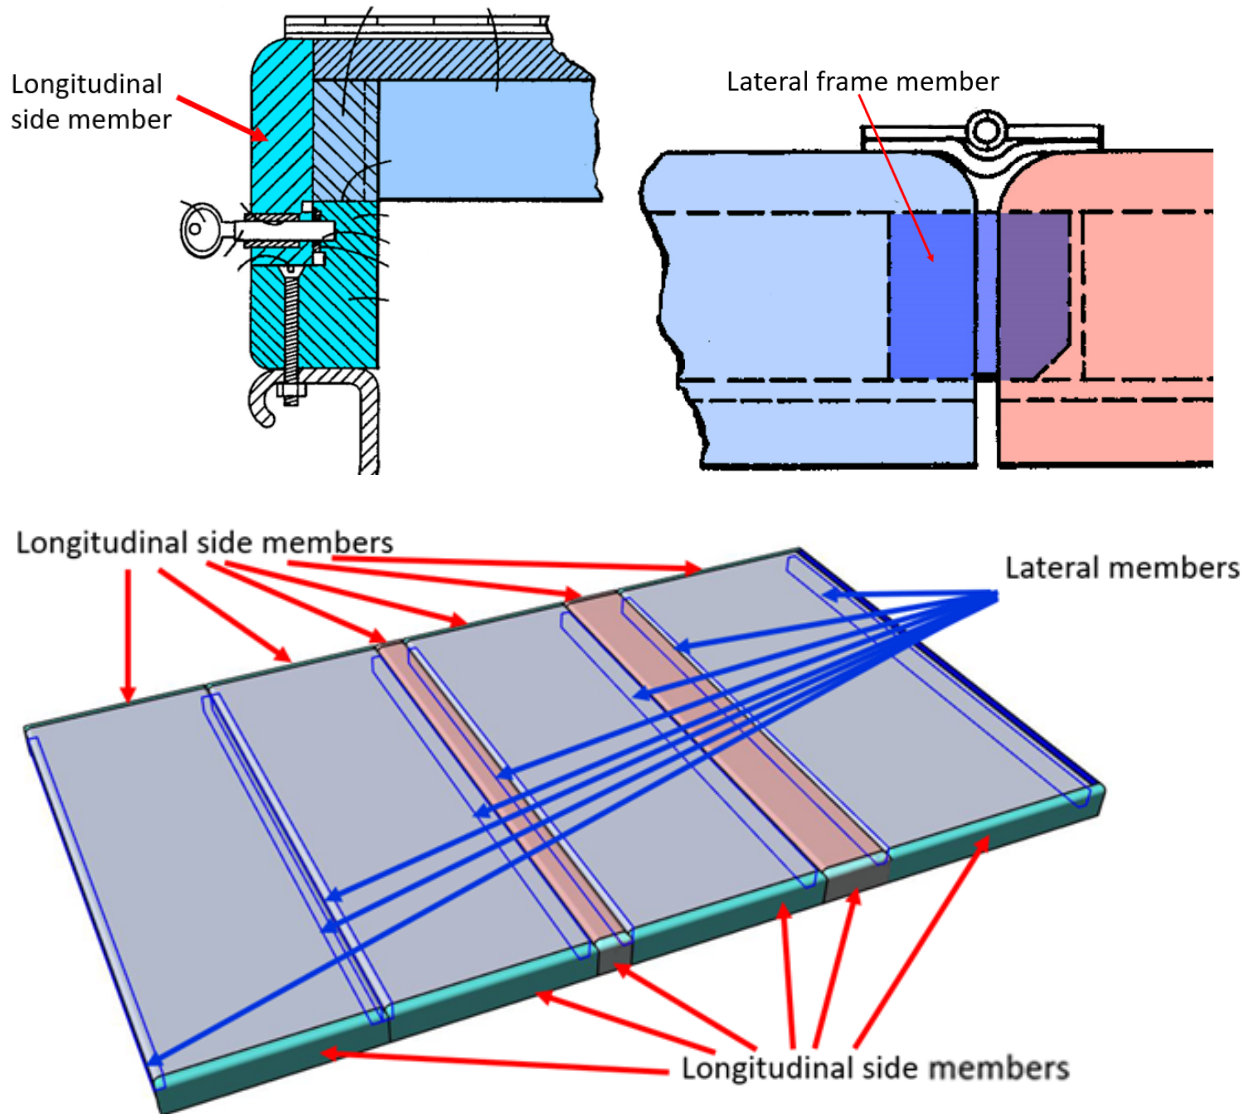 Longitudinal
side member
Lateral frame member
Longitudinal side members
Lateral members
Longitudinal side members